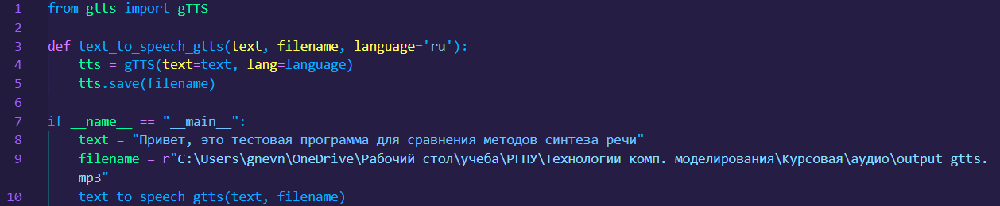 1 from gtts import gTTS
2
3 def text_to_speech_gtts(text, filename, language='ru'):
4     tts = gTTS(text=text, lang=language)
5     tts.save(filename)
6
7 if __name__ == "__main__":
8     text = "Привет, это тестовая программа для сравнения методов синтеза речи"
9     filename = r"C:\Users\gnevn\OneDrive\Рабочий стол\учеба\РГПУ\Технологии комп. моделирования\Курсовая\аудио\output_gtts.
mp3"
10     text_to_speech_gtts(text, filename)